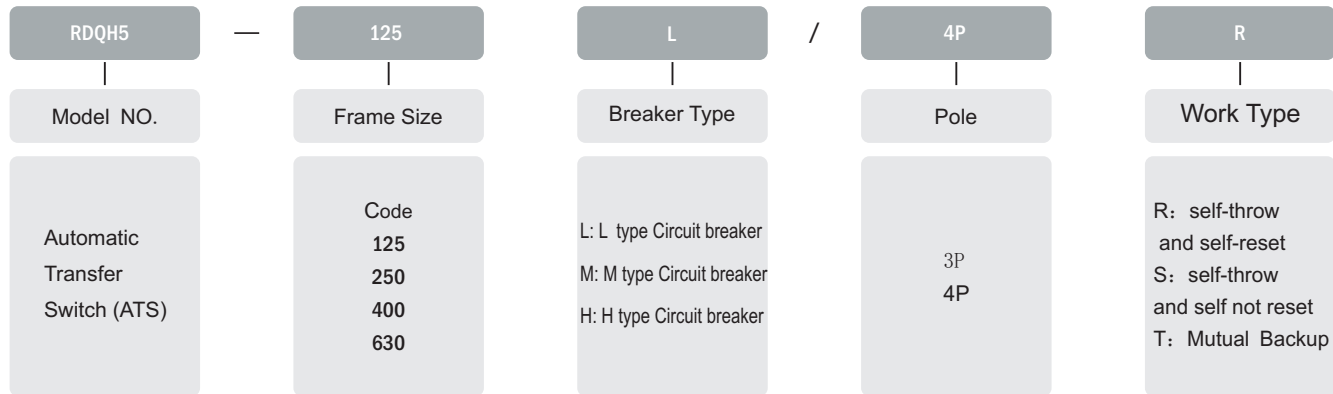 RDQH5 — 125 L / 4P R
Model NO. Frame Size Breaker Type Pole Work Type
Automatic
Transfer
Switch (ATS)
Code
125
250
400
630
L: L type Circuit breaker
M: M type Circuit breaker
H: H type Circuit breaker
3P
4P
R：self-throw
and self-reset
S：self-throw
and self not reset
T：Mutual Backup